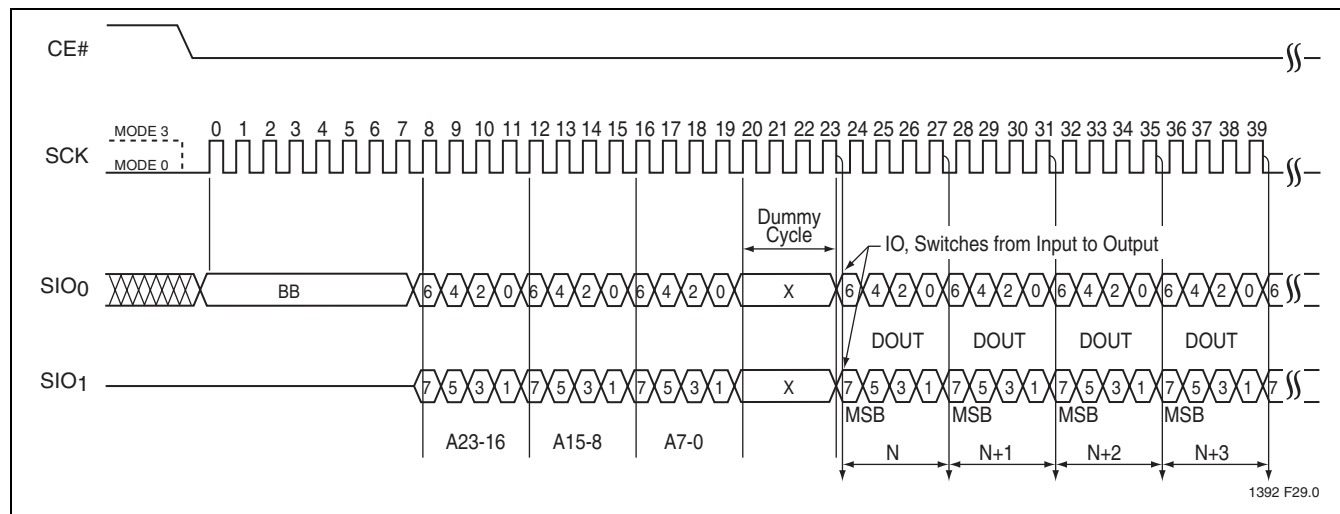 CE#
MODE 3
0 1 2 3 4 5 6 7 8 9 10 11 12 13 14 15 16 17 18 19 20 21 22 23 24 25 26 27 28 29 30 31 32 33 34 35 36 37 38 39
SCK
MODE 0
Dummy
Cycle
IO, Switches from Input to Output
SIO0
BB
6 4 2 0 6 4 2 0 6 4 2 0
X
6 4 2 0 6 4 2 0 6 4 2 0 6 4 2 0 6
DOUT DOUT DOUT DOUT
SIO1
7 5 3 1 7 5 3 1 7 5 3 1
X
7 5 3 1 7 5 3 1 7 5 3 1 7 5 3 1 7
MSB MSB MSB MSB
A23-16 A15-8 A7-0
N N+1 N+2 N+3
1392 F29.0